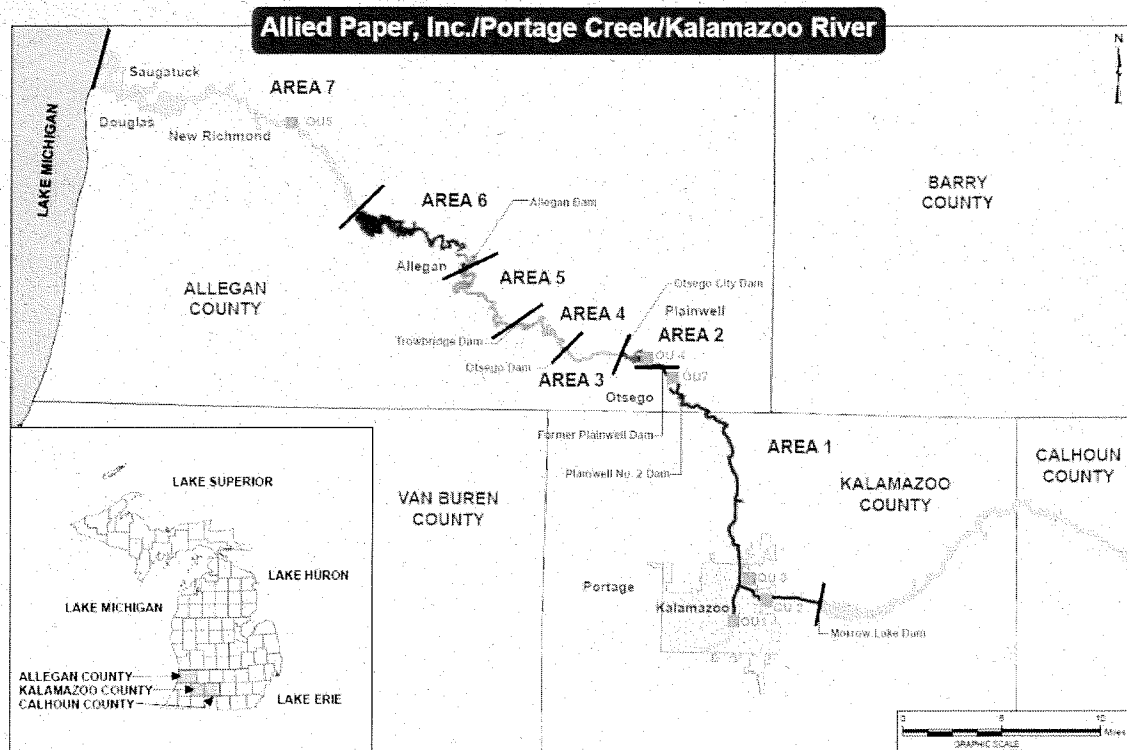 Allied Paper, Inc./Portage Creek/Kalamazoo River
N
Saugatuck
AREA 7
OU5
Douglas
New Richmond
LAKE MICHIGAN
AREA 6
Allegan Dam
BARRY
COUNTY
Allegan
AREA 5
ALLEGAN
COUNTY
Otsego City Dam
Plainwell
AREA 4
AREA 2
Trowbridge Dam
OU 4
Otsego Dam
AREA 3
OU7
Otsego
Former Plainwell Dam
AREA 1
Plainwell No. 2 Dam
CALHOUN
COUNTY
KALAMAZOO
COUNTY
VAN BUREN
COUNTY
LAKE SUPERIOR
LAKE HURON
LAKE MICHIGAN
Portage
OU 3
Kalamazoo
OU 2
OU1
Morrow Lake Dam
ALLEGAN COUNTY
KALAMAZOO COUNTY
CALHOUN COUNTY
LAKE ERIE
10
Miles
GRAPHIC SCALE